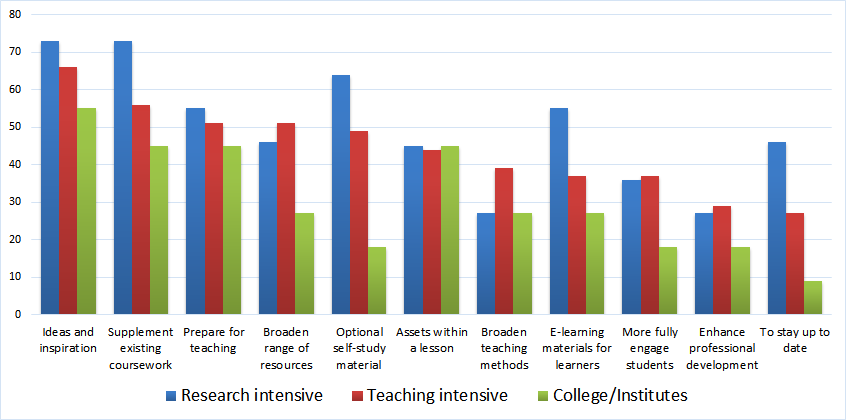 80
70
60
50
40
30
20
10
0
Ideas and
inspiration
Supplement
existing
coursework
Prepare for
teaching
Broaden
range of
resources
Optional
self-study
material
Assets within
a lesson
Broaden
teaching
methods
E-learning
materials for
learners
More fully
engage
students
Enhance
professional
development
To stay up to
date
Research intensive
Teaching intensive
College/Institutes